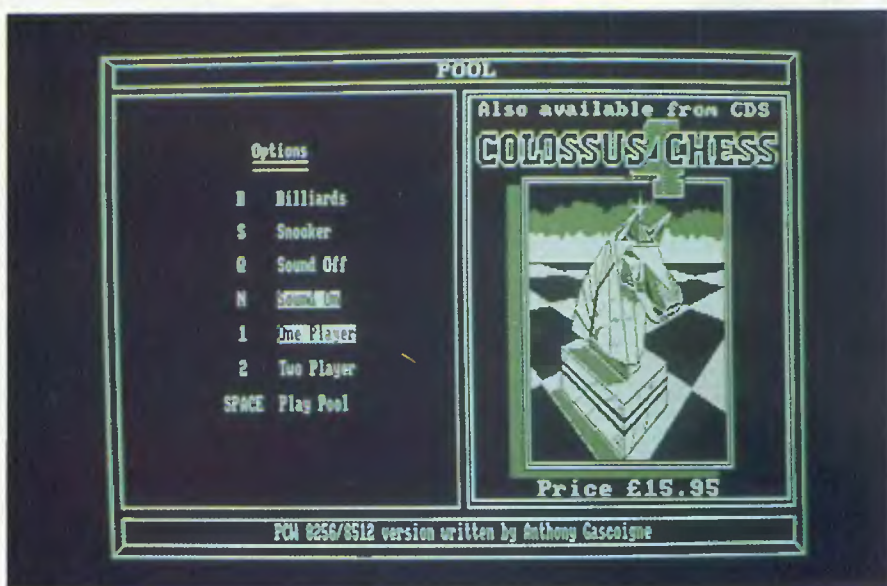 POOL
Options
B Billiards
S Snooker
Q Sound Off
N Sound On
1 One Player
2 Two Player
SPACE Play Pool
Also available from CDS
COLOSSUS 4 CHESS
Price £15.95
PCW 8256/8512 version written by Anthony Gascoigne